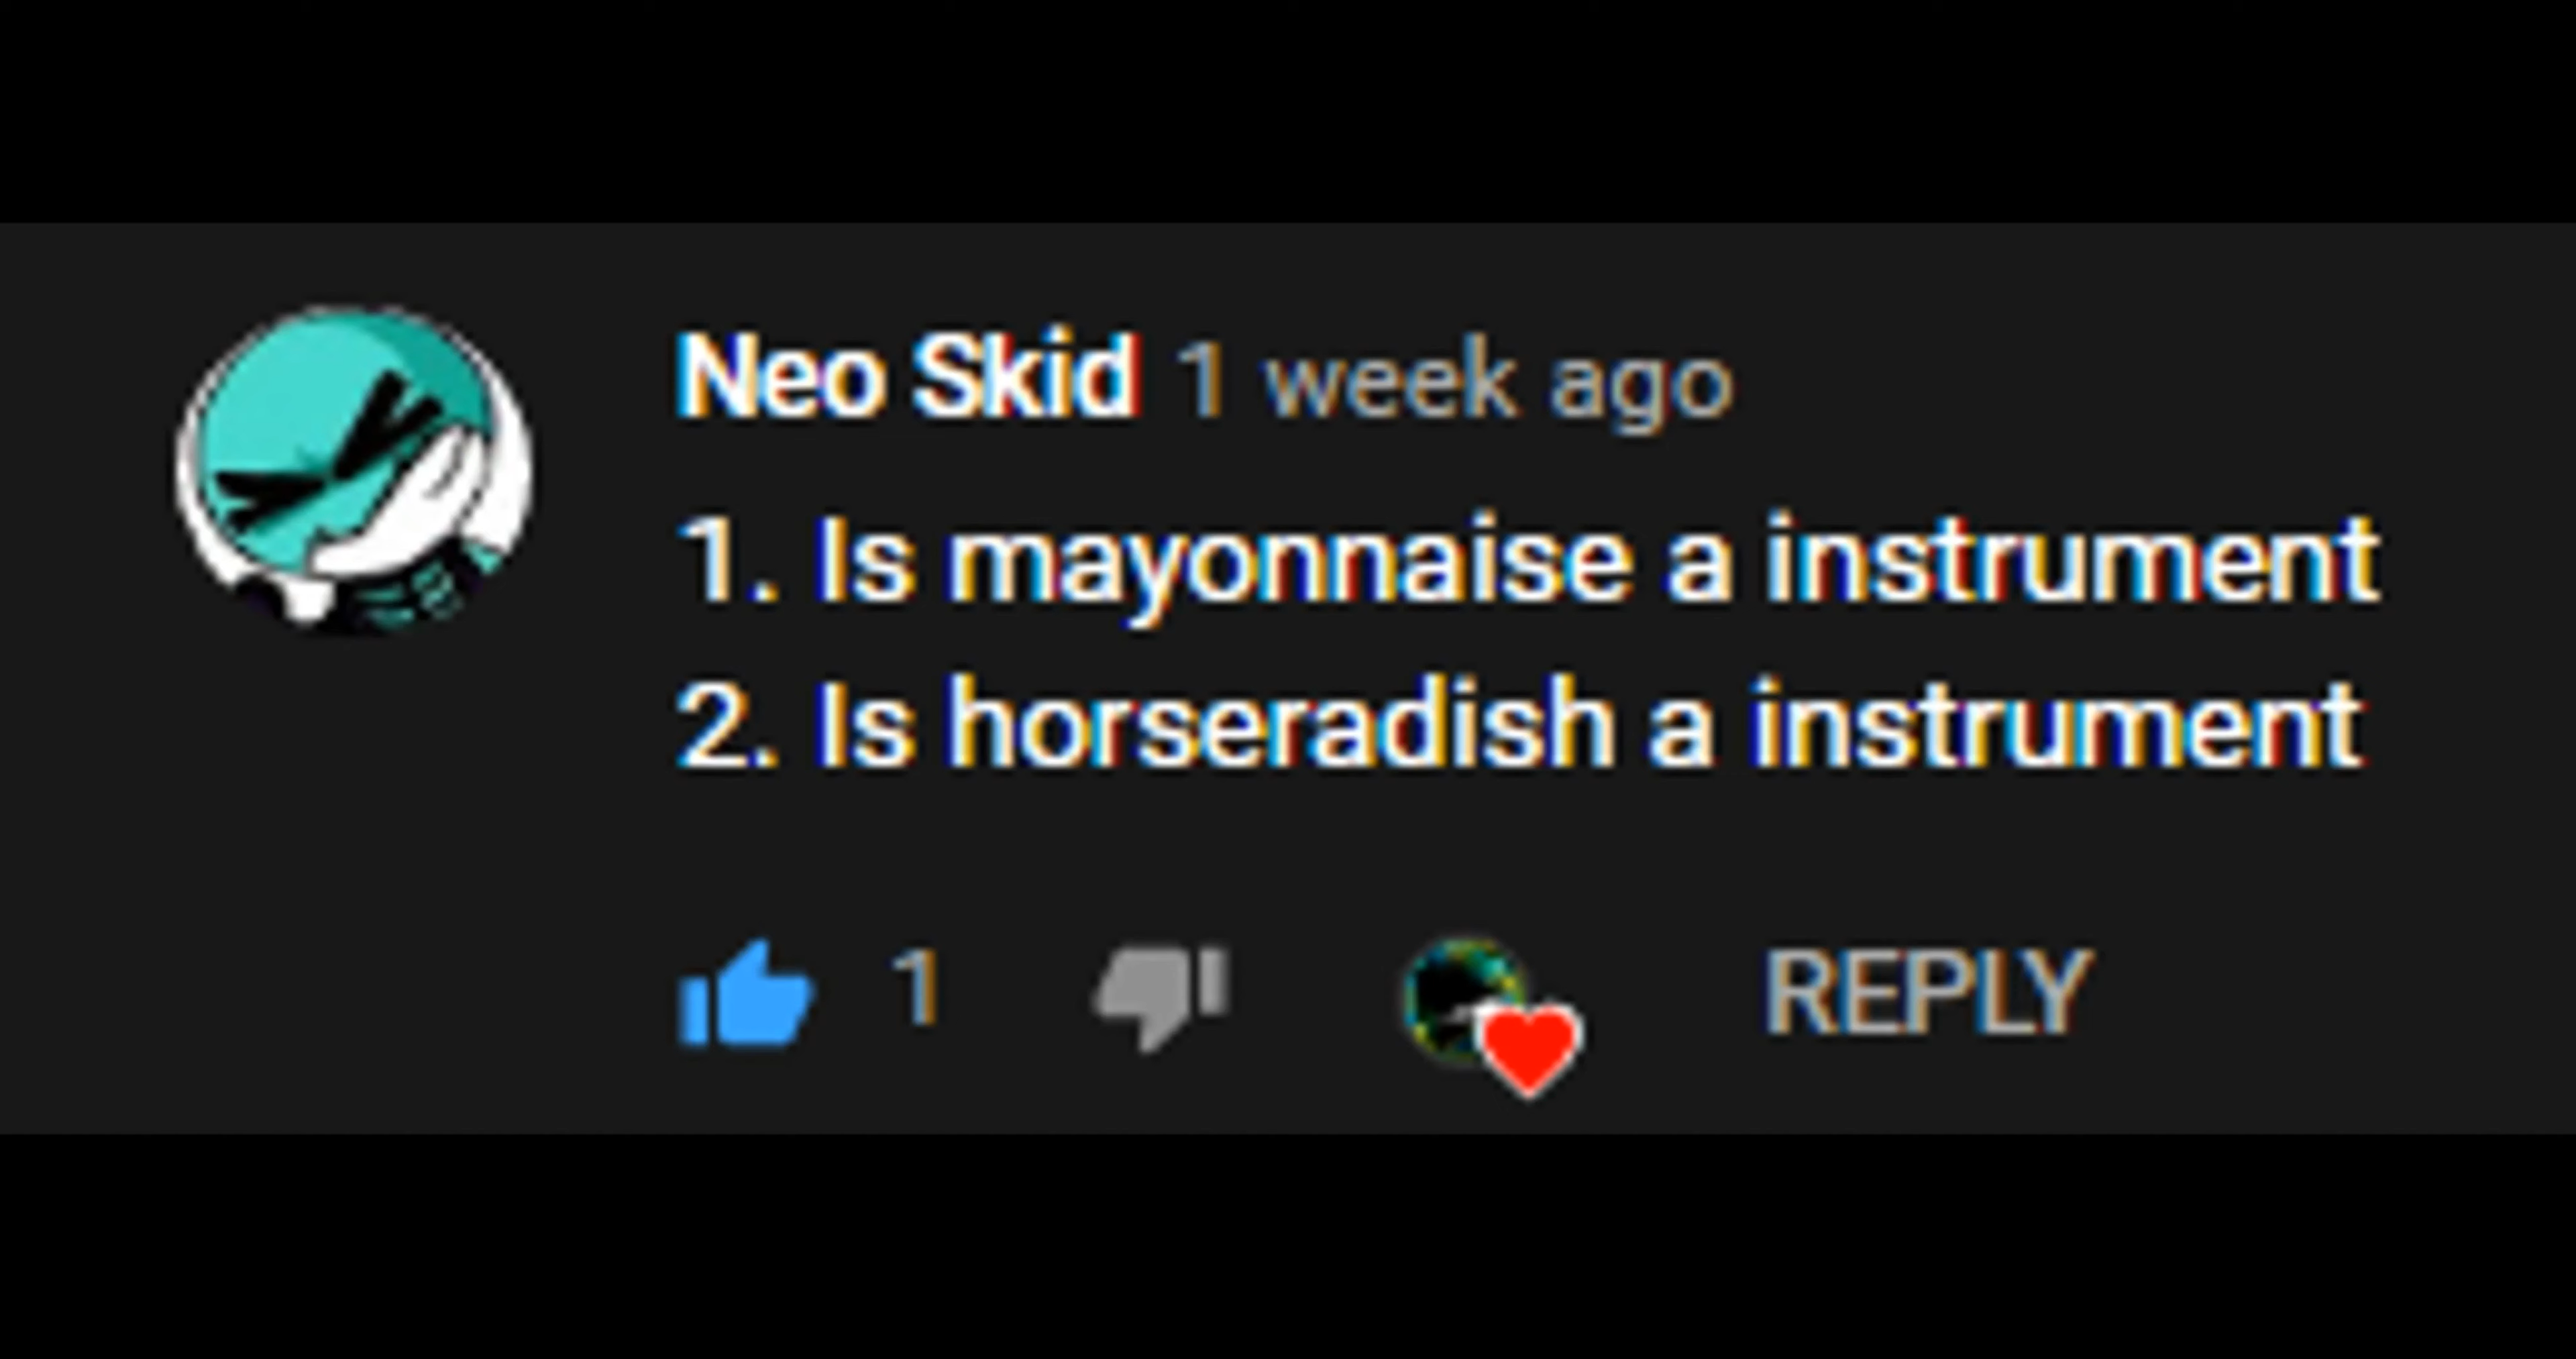 Neo Skid 1 week ago
1. Is mayonnaise a instrument
2. Is horseradish a instrument
1 REPLY